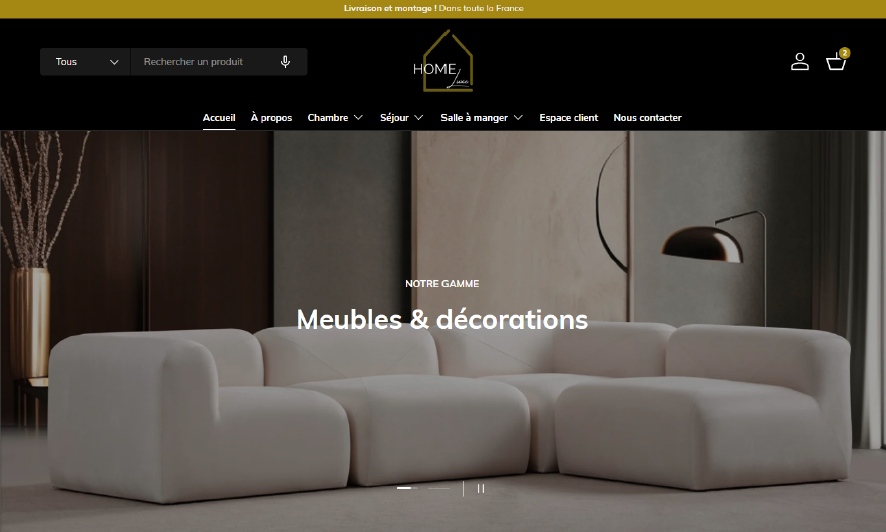 Livraison et montage ! Dans toute la France
Tous
Rechercher un produit
HOME
Luxe
2
Accueil À propos Chambre Séjour Salle à manger Espace client Nous contacter
NOTRE GAMME
Meubles & décorations